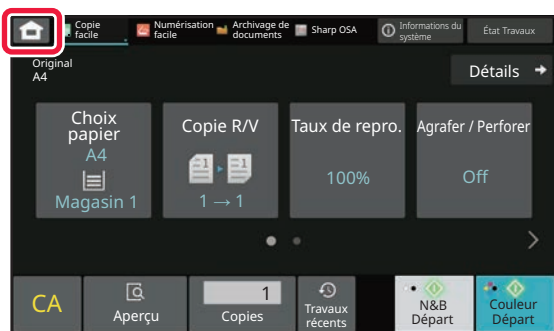 Copie facile
Numérisation facile
Archivage de documents
Sharp OSA
Informations du système
État Travaux
Original
A4
Détails
Choix papier
A4
Magasin 1
Copie R/V
1 1
1 → 1
Taux de repro.
100%
Agrafer / Perforer
Off
CA
Aperçu
1
Copies
Travaux récents
N&B Départ
Couleur Départ